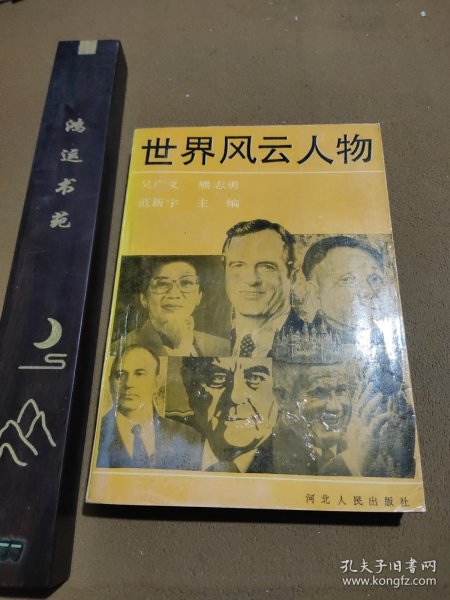 鸿运书苑
世界风云人物
吴广文 熊志勇
范新宇 主编
河北人民出版社
孔夫子旧书网
www.kongfz.com